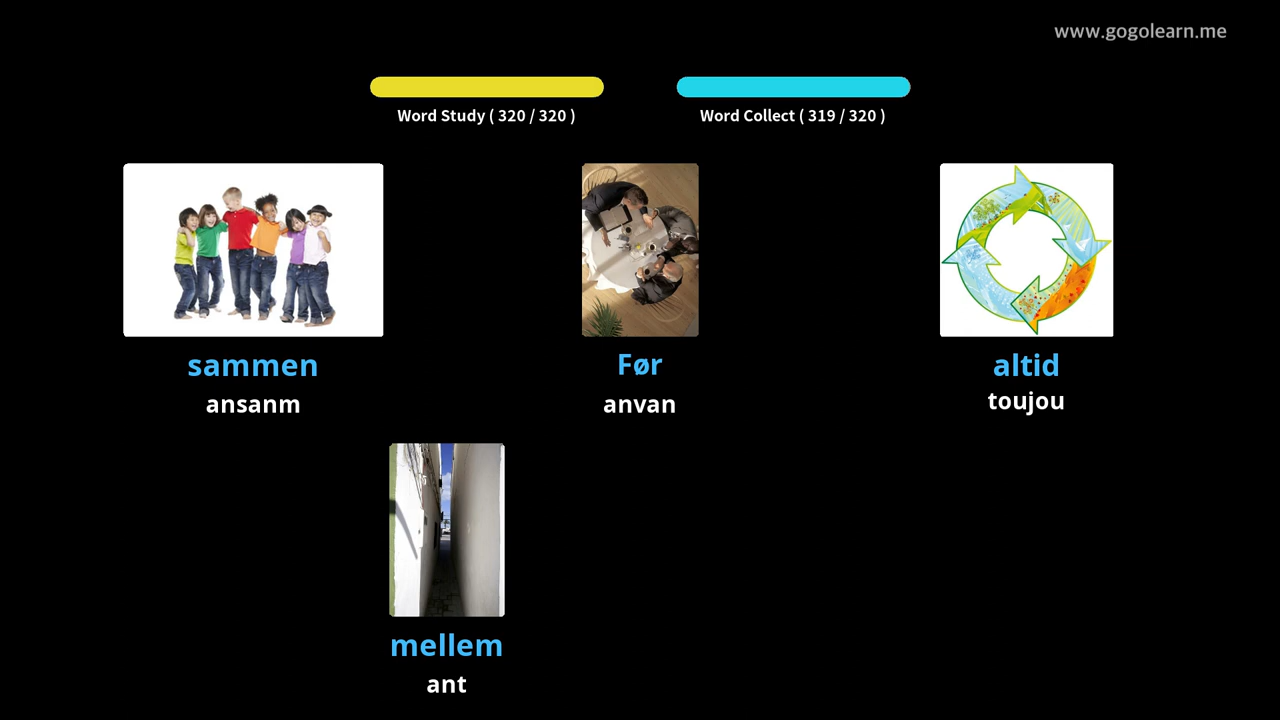 www.gogolearn.me
Word Study ( 320 / 320 )
Word Collect ( 319 / 320 )
sammen
ansanm
Før
anvan
altid
toujou
mellem
ant